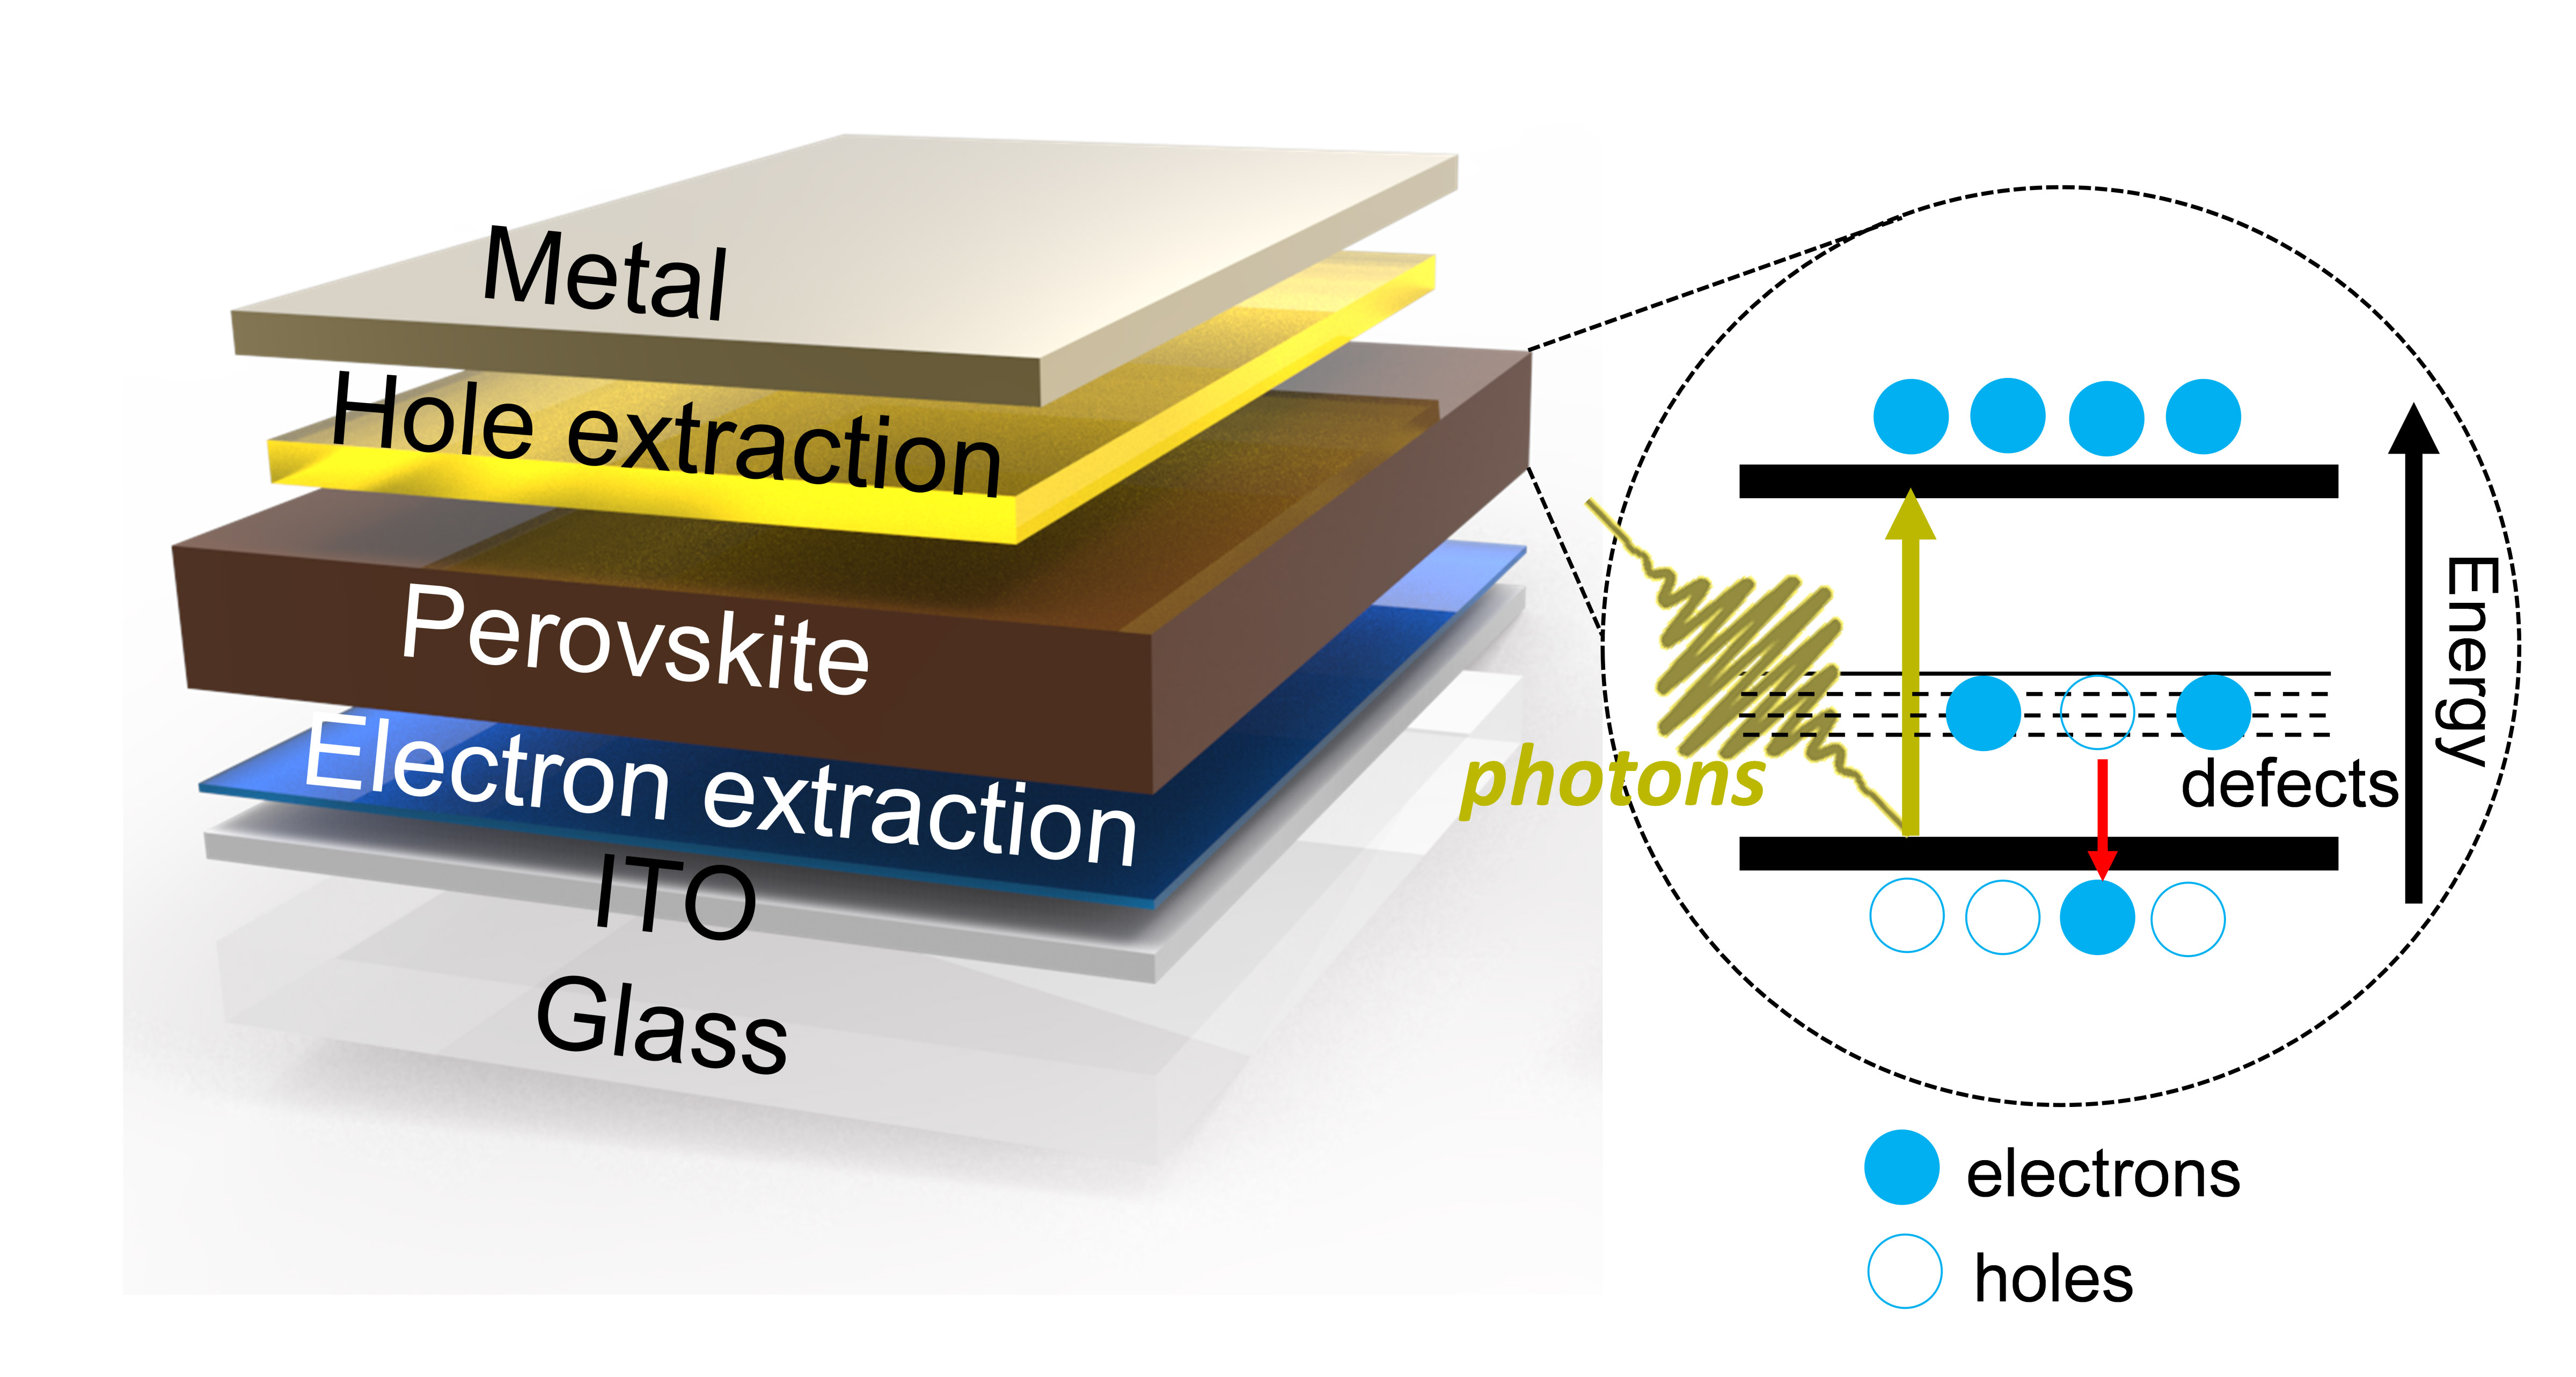 Metal
Hole extraction
Perovskite
Electron extraction
ITO
Glass
photons
defects
Energy
electrons
holes